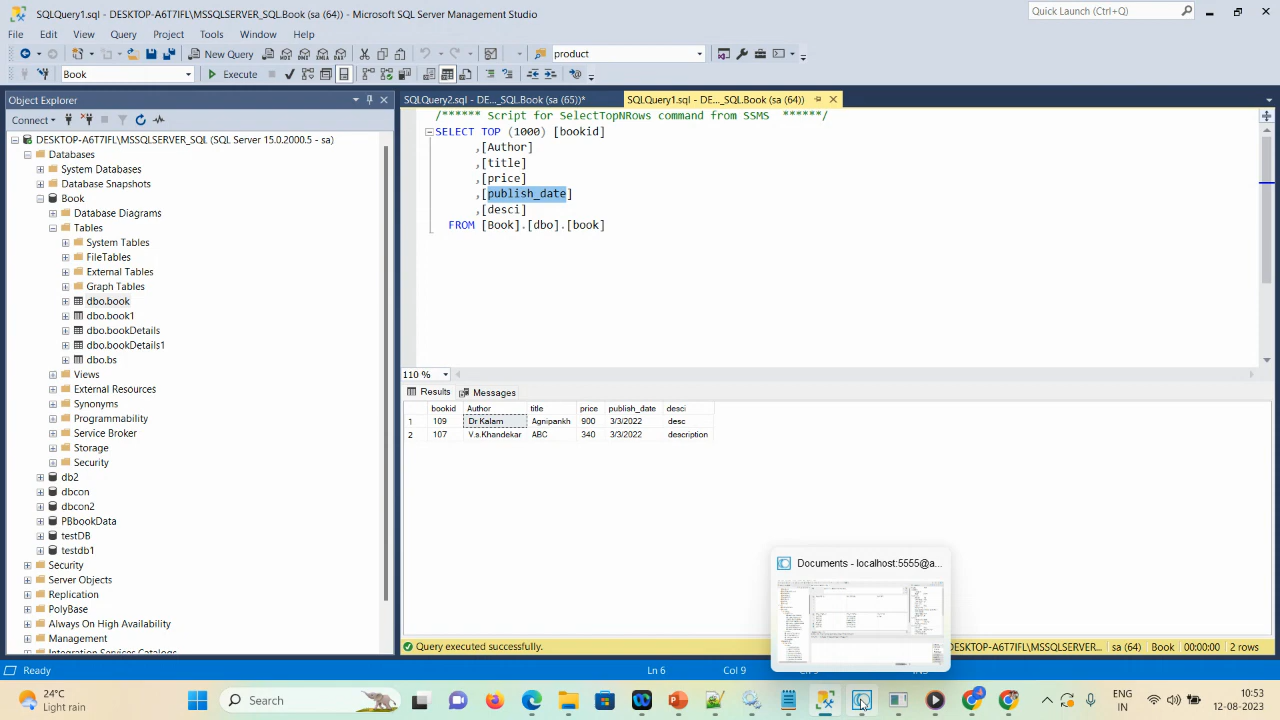 SQLQuery1.sql - DESKTOP-A6T7IFL\MSSQLSERVER_SQL.Book (sa (64)) - Microsoft SQL Server Management Studio
Quick Launch (Ctrl+Q)
File Edit View Query Project Tools Window Help
New Query
product
Book
Execute
Object Explorer
SQLQuery2.sql - DE..._SQL.Book (sa (65))*
SQLQuery1.sql - DE..._SQL.Book (sa (64))
Connect
DESKTOP-A6T7IFL\MSSQLSERVER_SQL (SQL Server 15.0.2000.5 - sa)
Databases
System Databases
Database Snapshots
Book
Database Diagrams
Tables
System Tables
FileTables
External Tables
Graph Tables
dbo.book
dbo.book1
dbo.bookDetails
dbo.bookDetails1
dbo.bs
Views
External Resources
Synonyms
Programmability
Service Broker
Storage
Security
db2
dbcon
dbcon2
PBbookData
testDB
testdb1
Security
Server Objects
Replication
PolyBase
Always On High Availability
Management
Integration Services Catalogs
/****** Script for SelectTopNRows command from SSMS ******/
SELECT TOP (1000) [bookid]
,[Author]
,[title]
,[price]
,[publish_date]
,[desci]
FROM [Book].[dbo].[book]
110 %
Results Messages
bookid Author title price publish_date desci
1 109 Dr Kalam Agnipankh 900 3/3/2022 desc
2 107 V.s.Khandekar ABC 340 3/3/2022 description
Documents - localhost:5555@a...
Query executed successfully.
DESKTOP-A6T7IFL\MSSQLSERVER... sa (64) Book 00:00:00 rows
Ready
Ln 6 Col 9
24°C
Light rain
Search
ENG
IN
10:53
12-08-2023